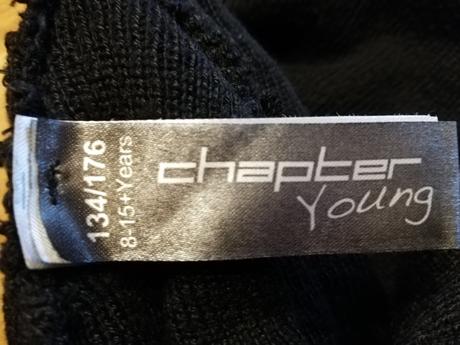 chapter
Young
134/176
8-15+Years